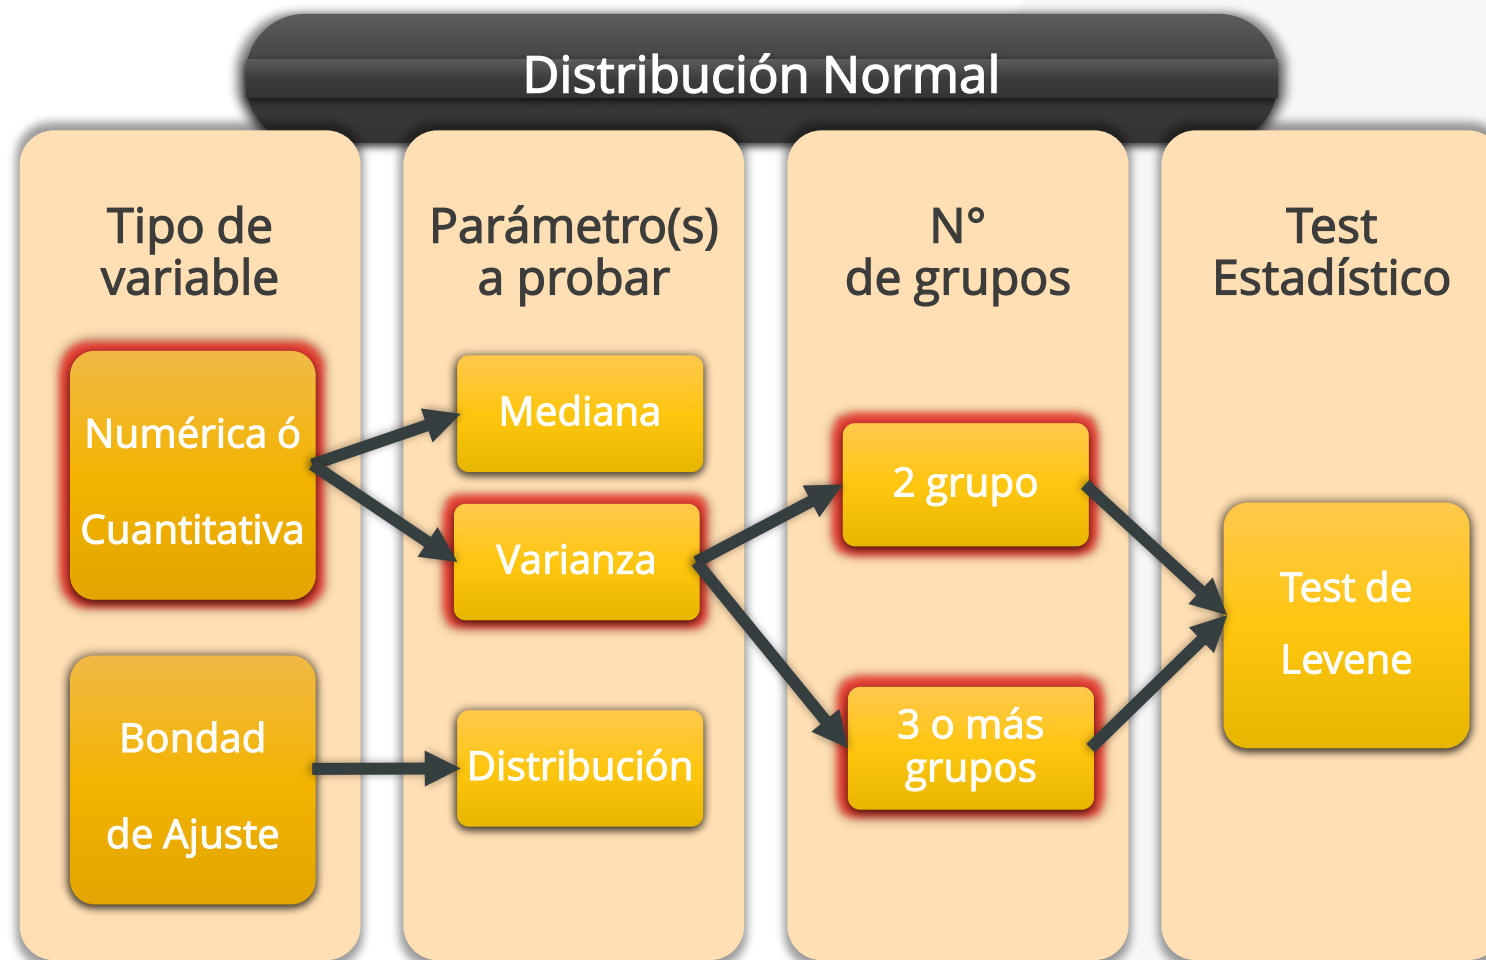 Distribución Normal
Tipo de
variable
Numérica ó
Cuantitativa
Bondad
de Ajuste
Parámetro(s)
a probar
Mediana
Varianza
Distribución
N°
de grupos
2 grupo
3 o más
grupos
Test
Estadístico
Test de
Levene